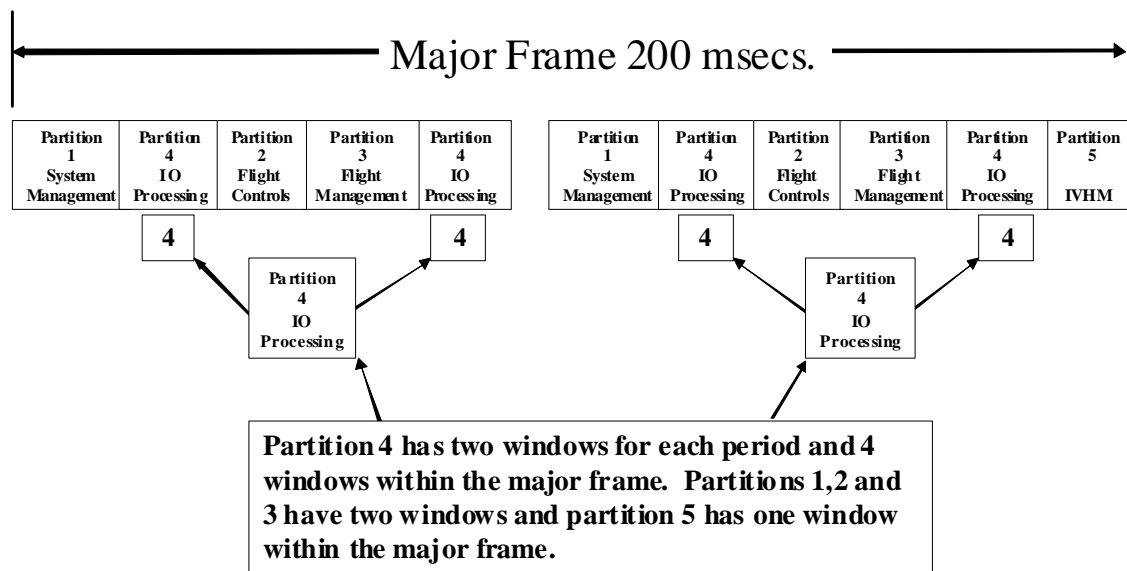 Major Frame 200 msecs.
Partition
1
System
Management
Partition
4
IO
Processing
Partition
2
Flight
Controls
Partition
3
Flight
Management
Partition
4
IO
Processing
Partition
1
System
Management
Partition
4
IO
Processing
Partition
2
Flight
Controls
Partition
3
Flight
Management
Partition
4
IO
Processing
Partition
5
IVHM
4
4
4
4
Partition
4
IO
Processing
Partition
4
IO
Processing
Partition 4 has two windows for each period and 4
windows within the major frame. Partitions 1,2 and
3 have two windows and partition 5 has one window
within the major frame.